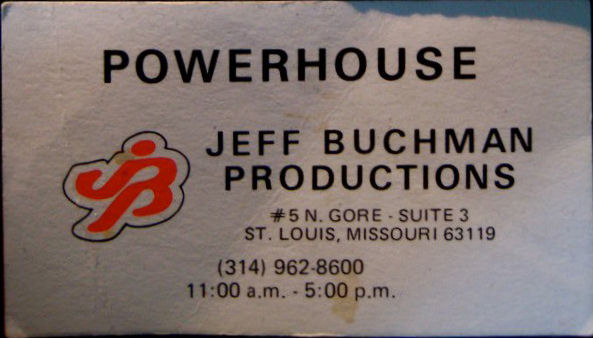 POWERHOUSE
JEFF BUCHMAN
PRODUCTIONS
#5 N. GORE - SUITE 3
ST. LOUIS, MISSOURI 63119
(314) 962-8600
11:00 a.m. - 5:00 p.m.